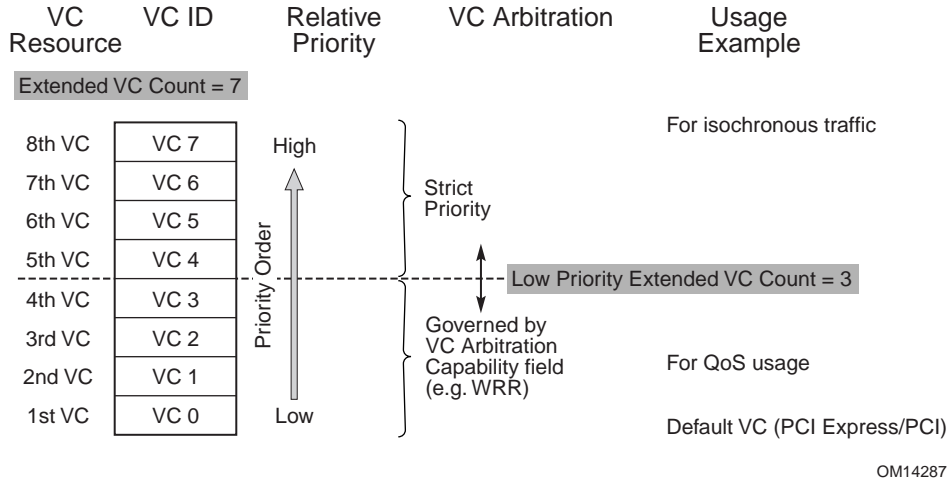 VC Resource
VC ID
Relative Priority
VC Arbitration
Usage Example
Extended VC Count = 7
For isochronous traffic
8th VC
VC 7
High
7th VC
VC 6
Strict
Priority
6th VC
VC 5
5th VC
VC 4
Priority Order
Low Priority Extended VC Count = 3
4th VC
VC 3
3rd VC
VC 2
Governed by
VC Arbitration
Capability field
(e.g. WRR)
For QoS usage
2nd VC
VC 1
1st VC
VC 0
Low
Default VC (PCI Express/PCI)
OM14287